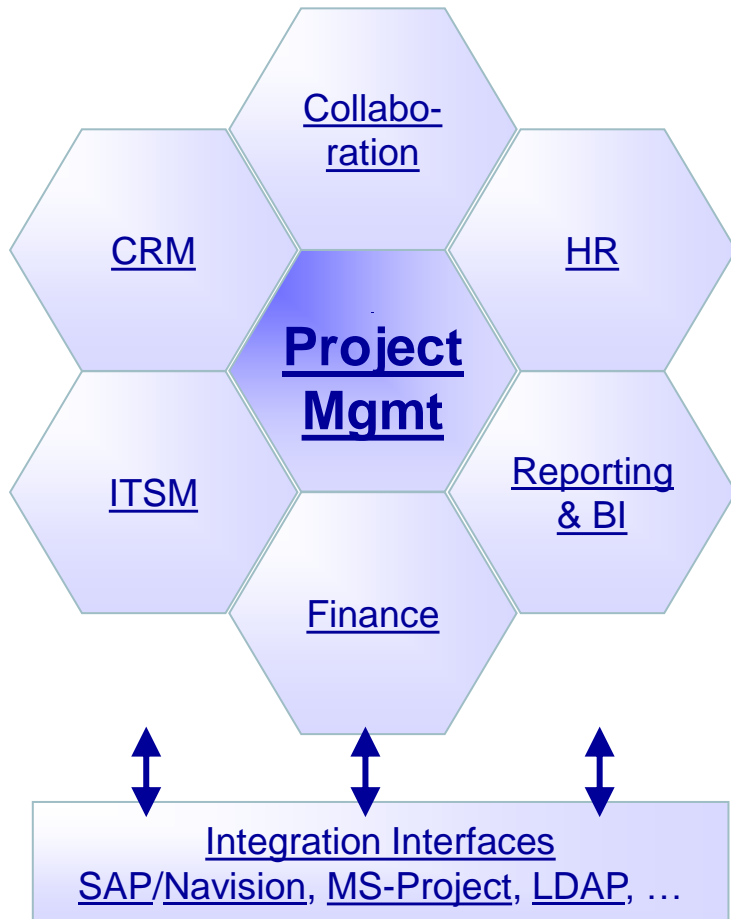 Collabo-
ration
CRM
HR
Project
Mgmt
ITSM
Reporting
& BI
Finance
Integration Interfaces
SAP/Navision, MS-Project, LDAP, …